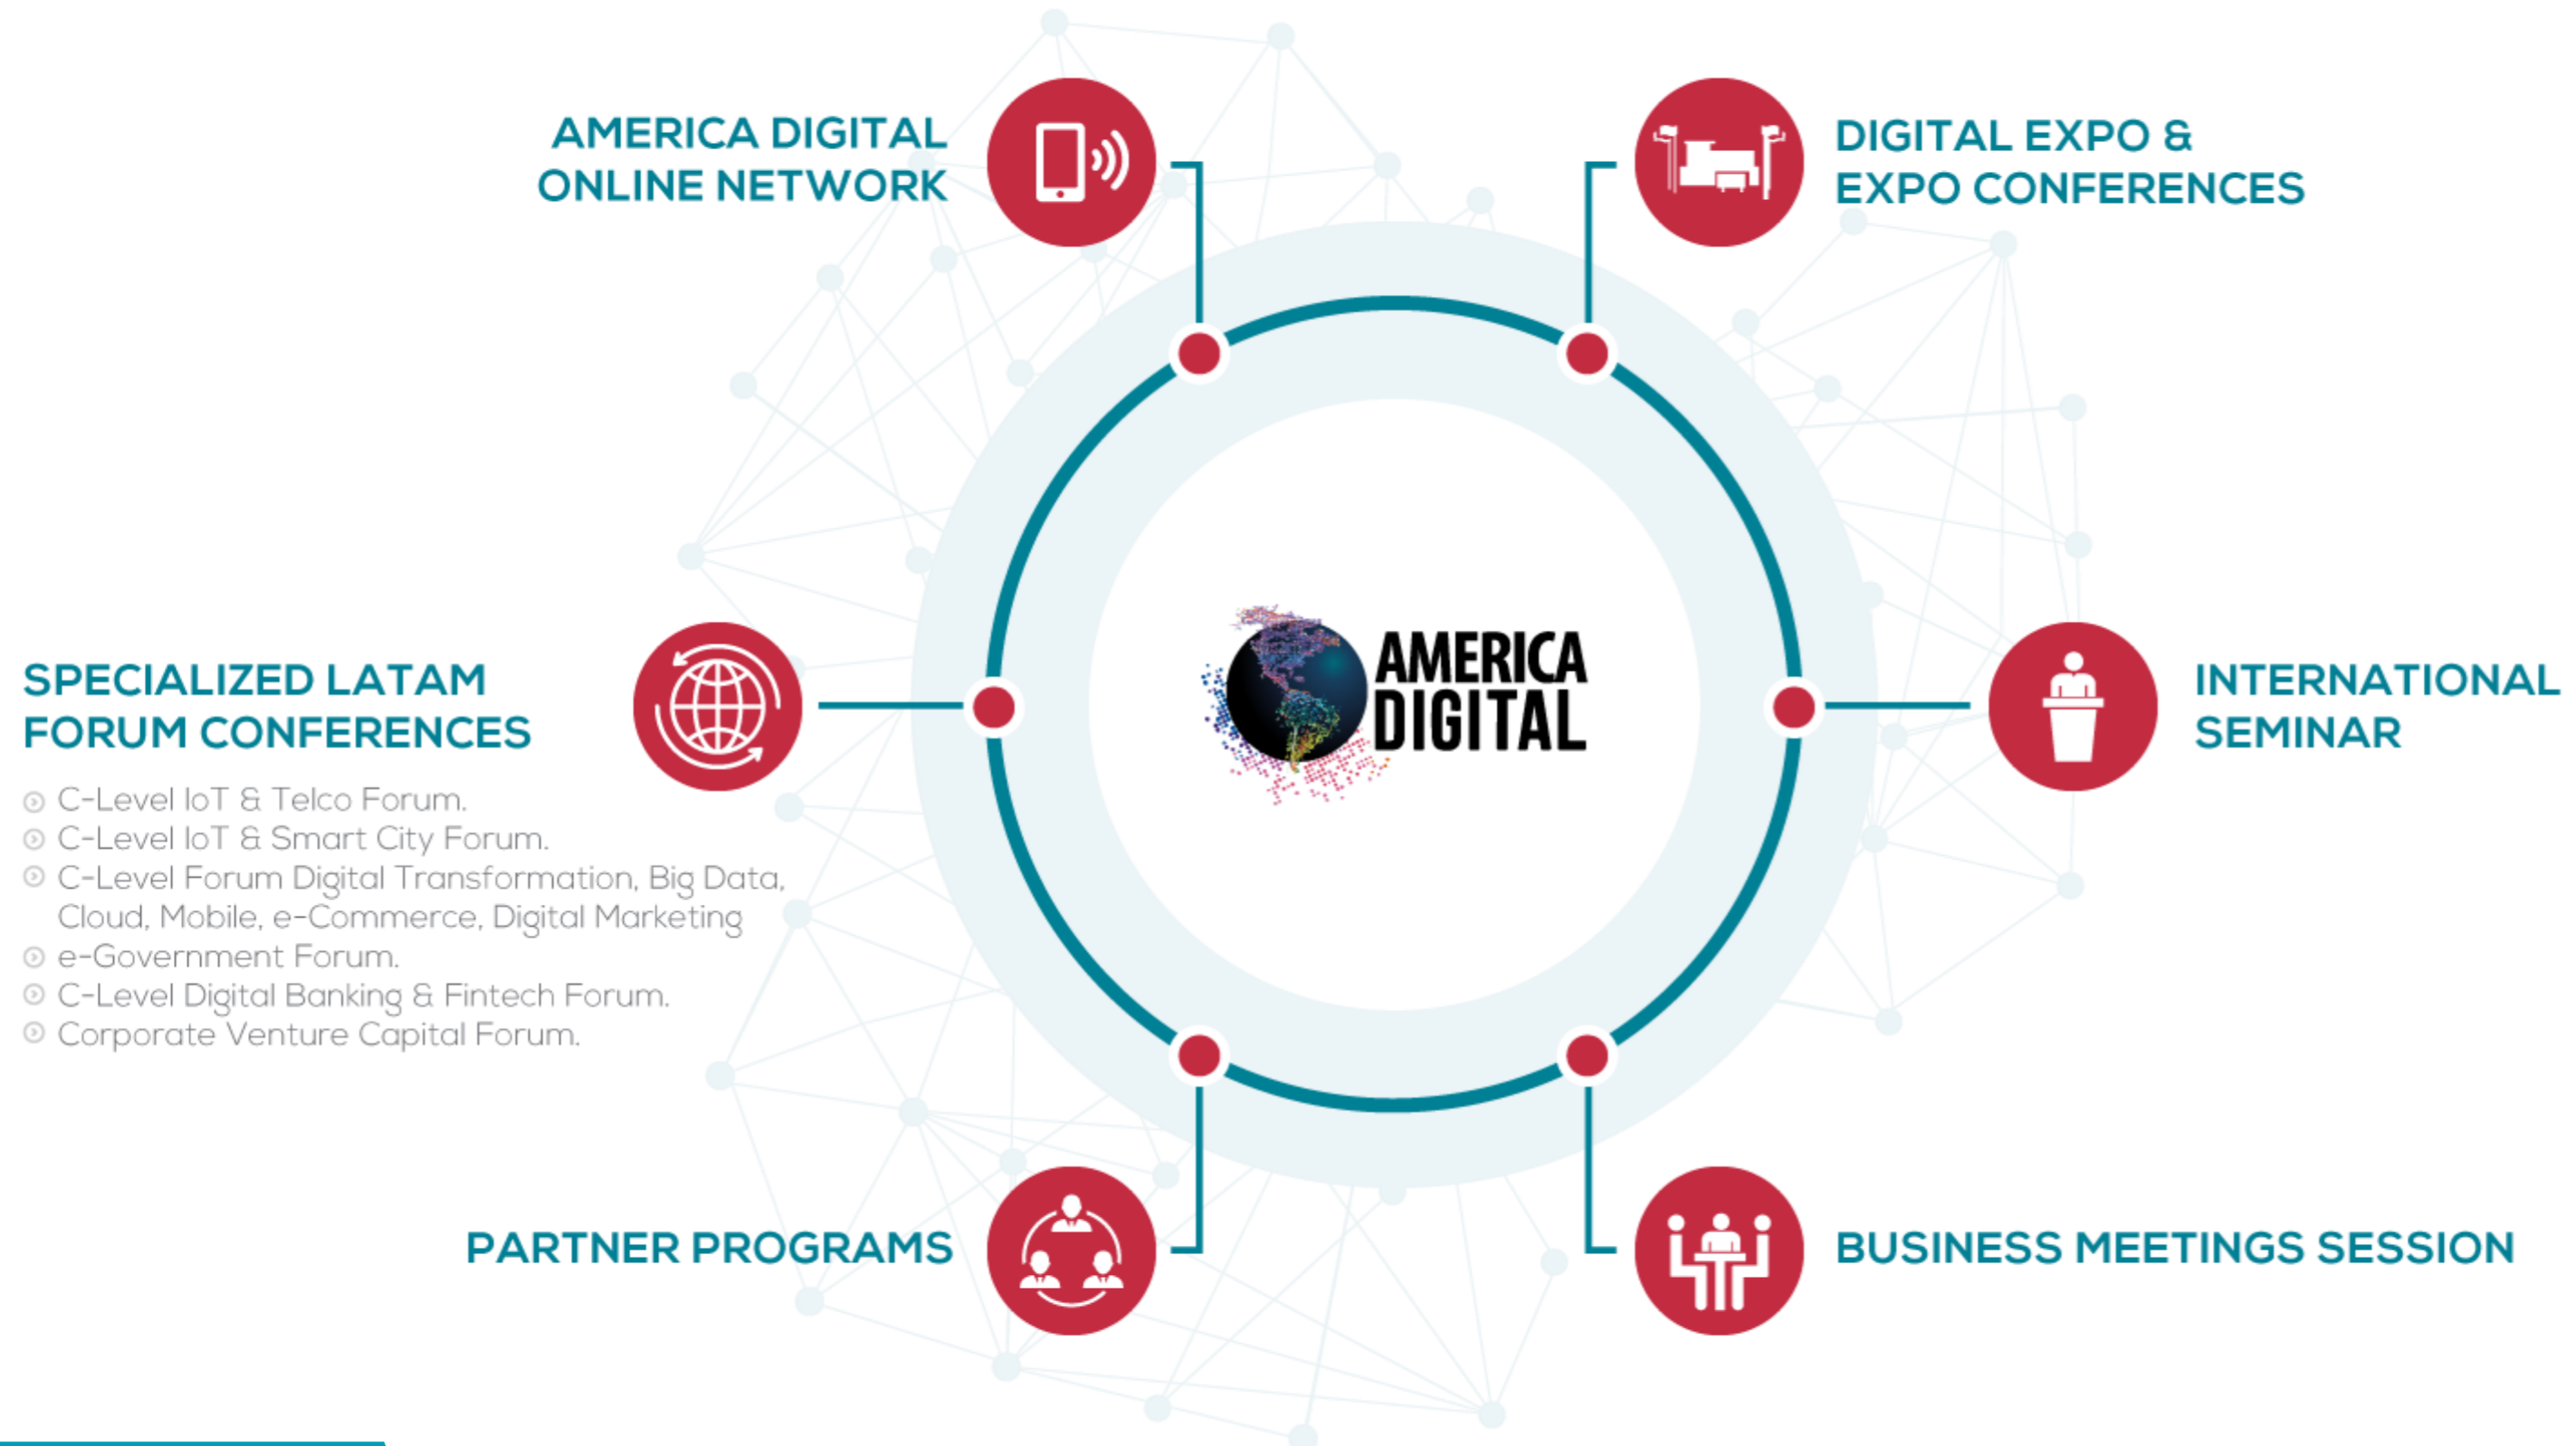 AMERICA DIGITAL
ONLINE NETWORK
DIGITAL EXPO &
EXPO CONFERENCES
SPECIALIZED LATAM
FORUM CONFERENCES
C-Level IoT & Telco Forum.
C-Level IoT & Smart City Forum.
C-Level Forum Digital Transformation, Big Data,
Cloud, Mobile, e-Commerce, Digital Marketing
e-Government Forum.
C-Level Digital Banking & Fintech Forum.
Corporate Venture Capital Forum.
AMERICA
DIGITAL
INTERNATIONAL
SEMINAR
PARTNER PROGRAMS
BUSINESS MEETINGS SESSION